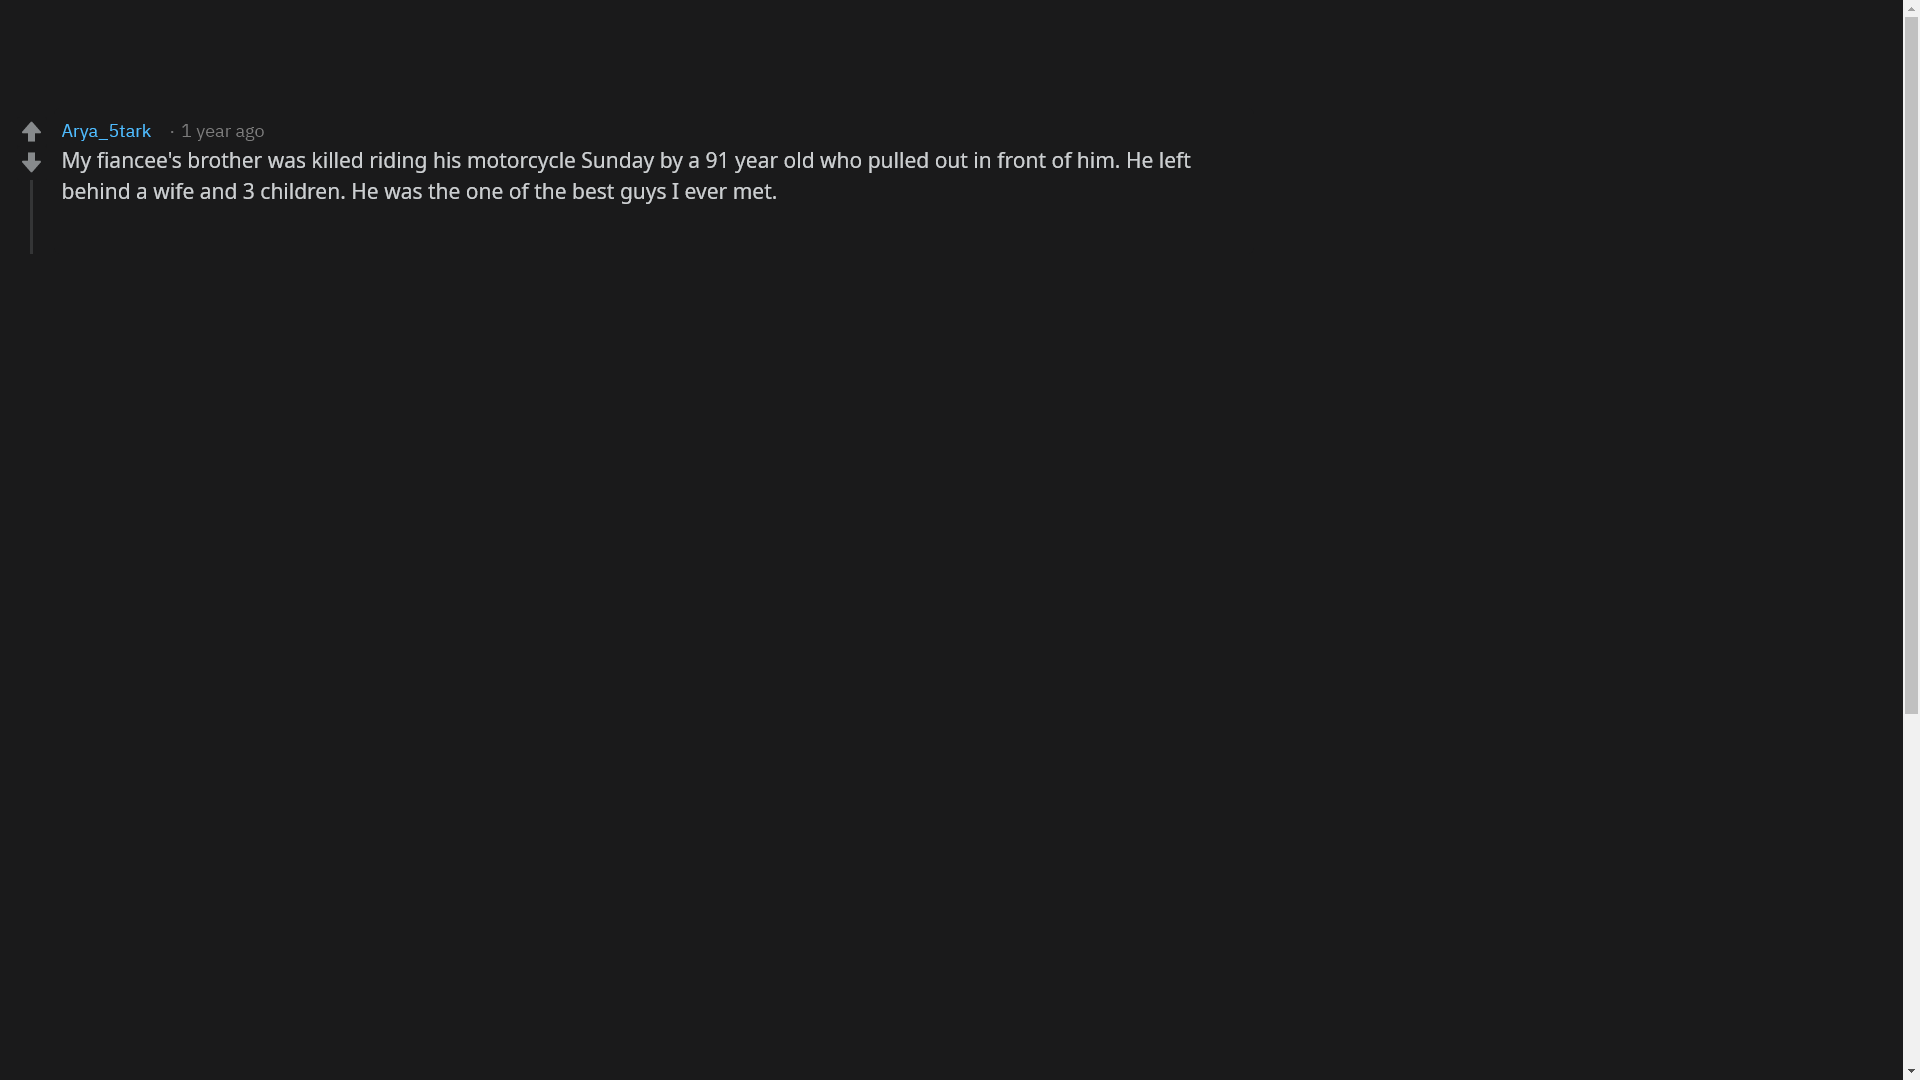 Arya_5tark · 1 year ago
My fiancee's brother was killed riding his motorcycle Sunday by a 91 year old who pulled out in front of him. He left
behind a wife and 3 children. He was the one of the best guys I ever met.